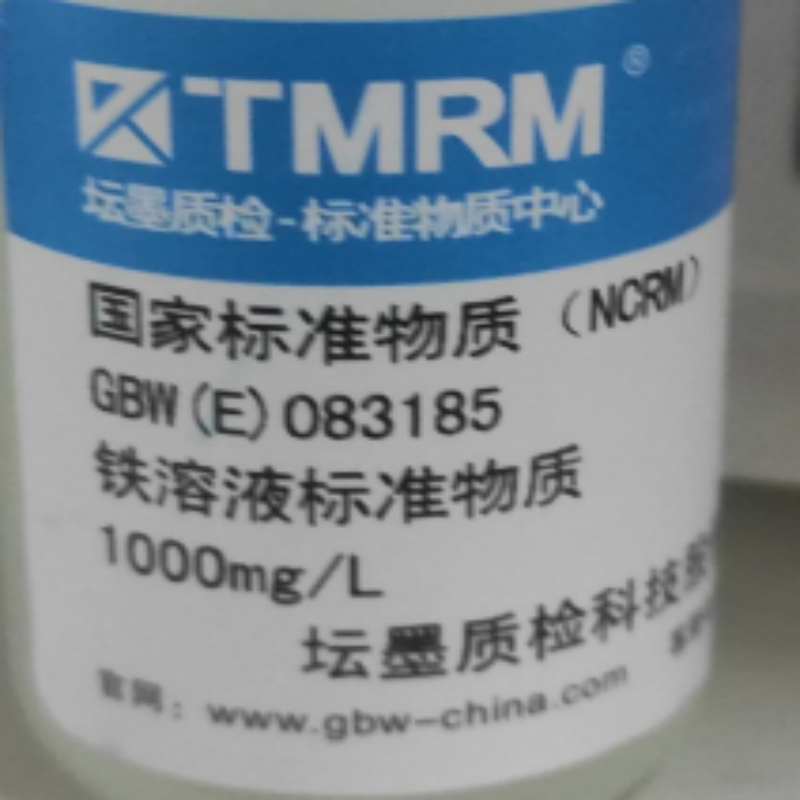 TMRM®
坛墨质检-标准物质中心
国家标准物质（NCRM）
GBW(E)083185
铁溶液标准物质
1000mg/L
坛墨质检科技股
官网：www.gbw-china.com